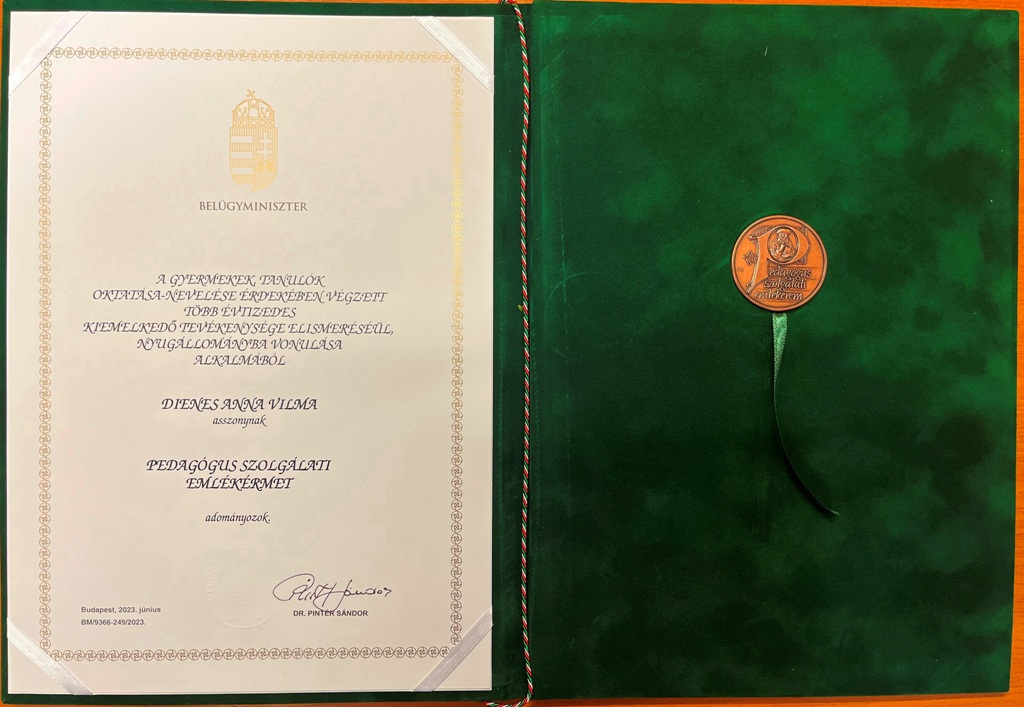 BELÜGYMINISZTER
A GYERMEKEK, TANULÓK
OKTATÁSA-NEVELÉSE ÉRDEKÉBEN VÉGZETT
TÖBB ÉVTIZEDES
KIEMELKEDŐ TEVÉKENYSÉGE ELISMERÉSÉÜL,
NYUGÁLLOMÁNYBA VONULÁSA
ALKALMÁBÓL
DIENES ANNA VILMA
asszonynak
PEDAGÓGUS SZOLGÁLATI
EMLÉKÉRMET
adományozok.
Budapest, 2023. június
BM/9366-249/2023.
DR. PINTÉR SÁNDOR
Pedagógus
szolgálati
emlékérem